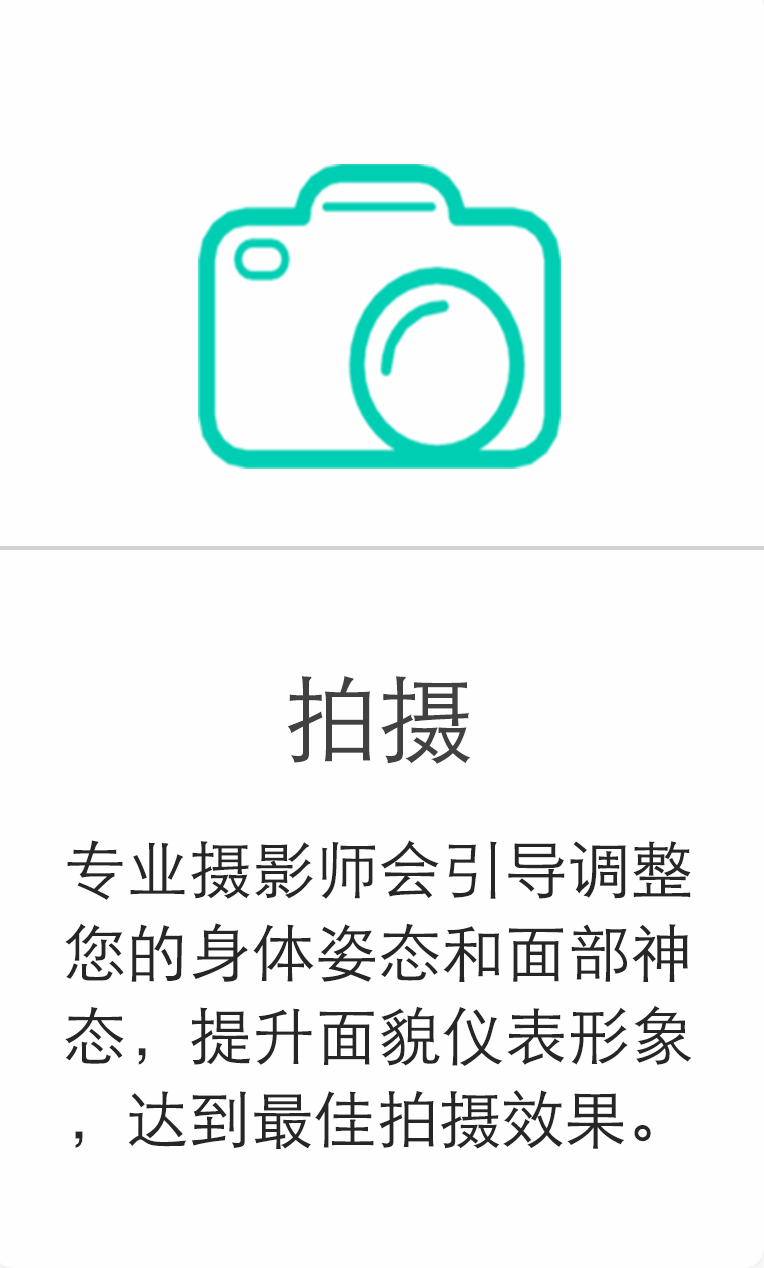 拍摄
专业摄影师会引导调整
您的身体姿态和面部神
态，提升面貌仪表形象
，达到最佳拍摄效果。